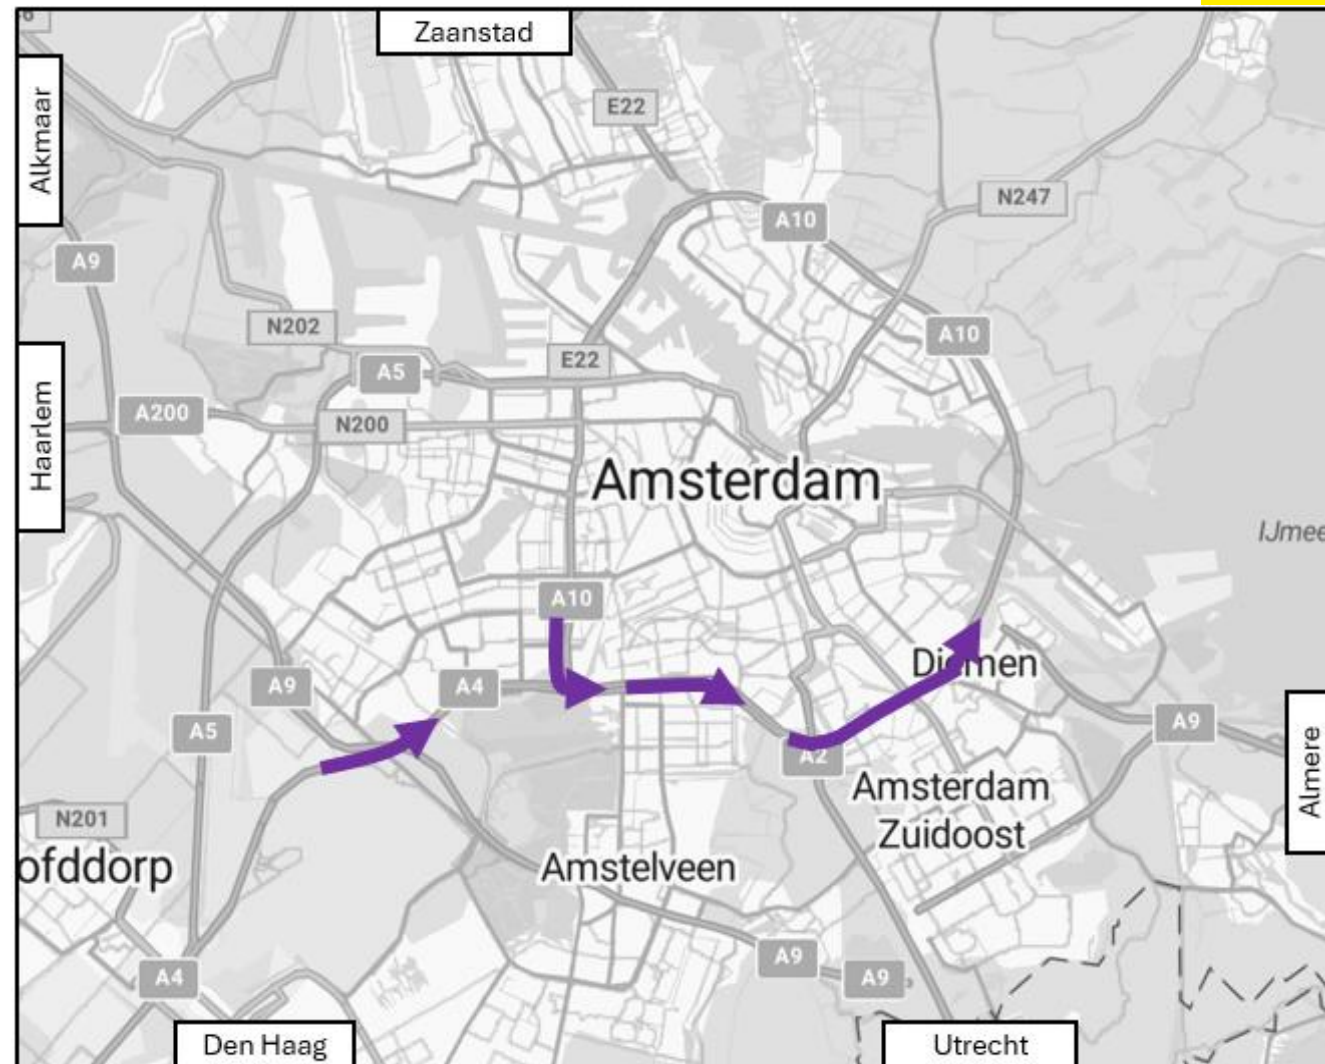 Zaanstad
Alkmaar
E22
N247
A10
A9
N202
A10
E22
A5
Haarlem
A200
N200
Amsterdam
IJmee
A10
Diemen
A9
A4
A5
A9
A2
Almere
Amsterdam
Zuidoost
N201
ofddorp
Amstelveen
A9
A9
A4
Den Haag
Utrecht